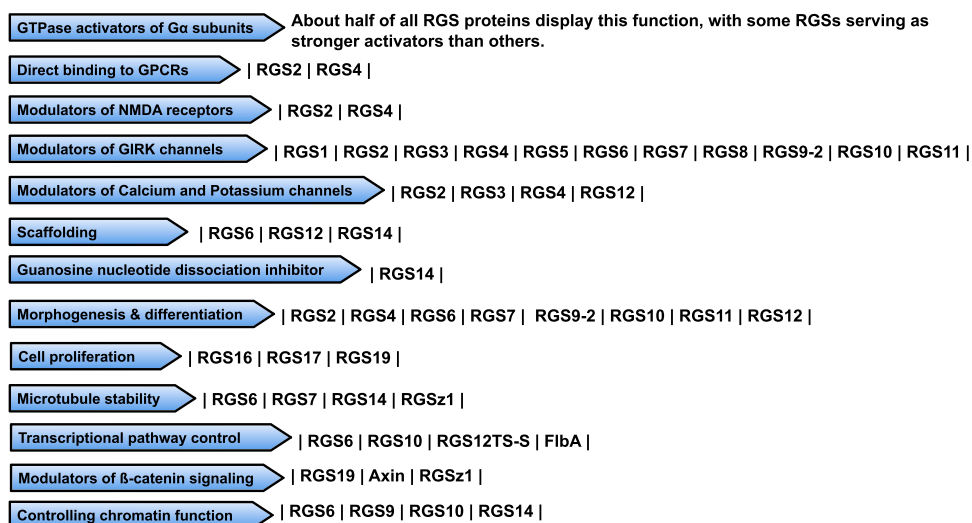 GTPase activators of Gα subunits About half of all RGS proteins display this function, with some RGSs serving as
stronger activators than others.
Direct binding to GPCRs | RGS2 | RGS4 |
Modulators of NMDA receptors | RGS2 | RGS4 |
Modulators of GIRK channels | RGS1 | RGS2 | RGS3 | RGS4 | RGS5 | RGS6 | RGS7 | RGS8 | RGS9-2 | RGS10 | RGS11 |
Modulators of Calcium and Potassium channels | RGS2 | RGS3 | RGS4 | RGS12 |
Scaffolding | RGS6 | RGS12 | RGS14 |
Guanosine nucleotide dissociation inhibitor | RGS14 |
Morphogenesis & differentiation | RGS2 | RGS4 | RGS6 | RGS7 | RGS9-2 | RGS10 | RGS11 | RGS12 |
Cell proliferation | RGS16 | RGS17 | RGS19 |
Microtubule stability | RGS6 | RGS7 | RGS14 | RGSz1 |
Transcriptional pathway control | RGS6 | RGS10 | RGS12TS-S | FlbA |
Modulators of ß-catenin signaling | RGS19 | Axin | RGSz1 |
Controlling chromatin function | RGS6 | RGS9 | RGS10 | RGS14 |